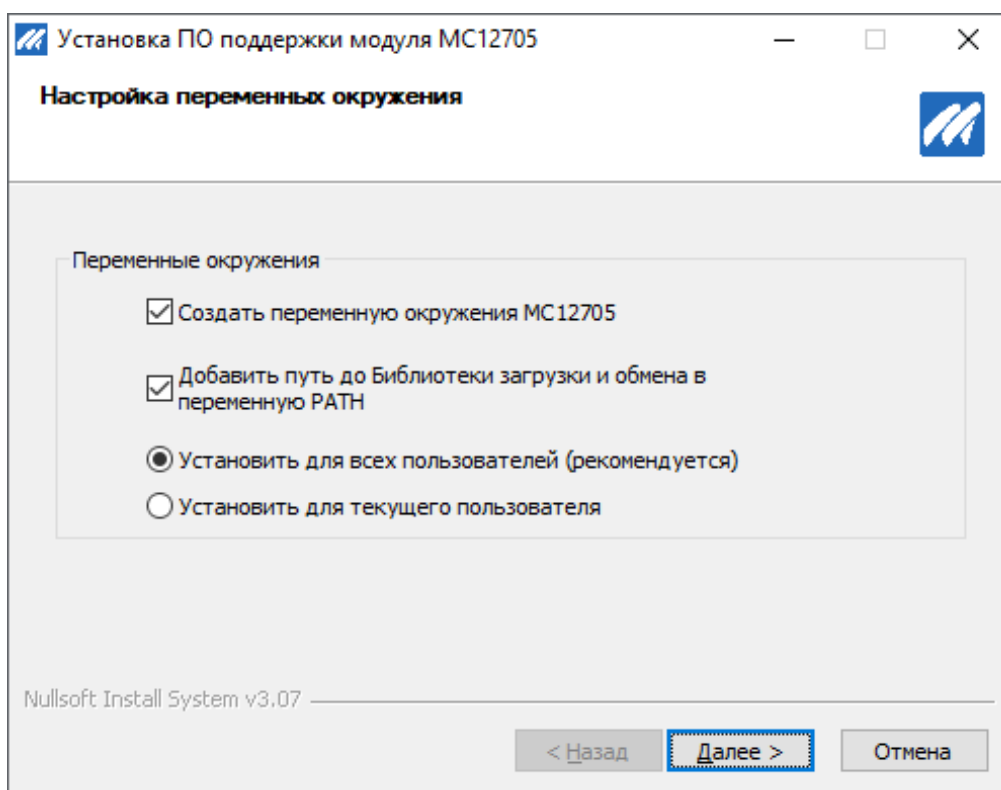 Установка ПО поддержки модуля МС12705
Настройка переменных окружения
Переменные окружения
Создать переменную окружения МС12705
Добавить путь до Библиотеки загрузки и обмена в
переменную PATH
Установить для всех пользователей (рекомендуется)
Установить для текущего пользователя
Nullsoft Install System v3.07
< Назад
Далее >
Отмена